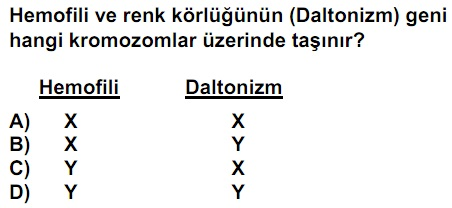 Hemofili ve renk körlüğünün (Daltonizm) geni
hangi kromozomlar üzerinde taşınır?
Hemofili Daltonizm
A) X X
B) X Y
C) Y X
D) Y Y